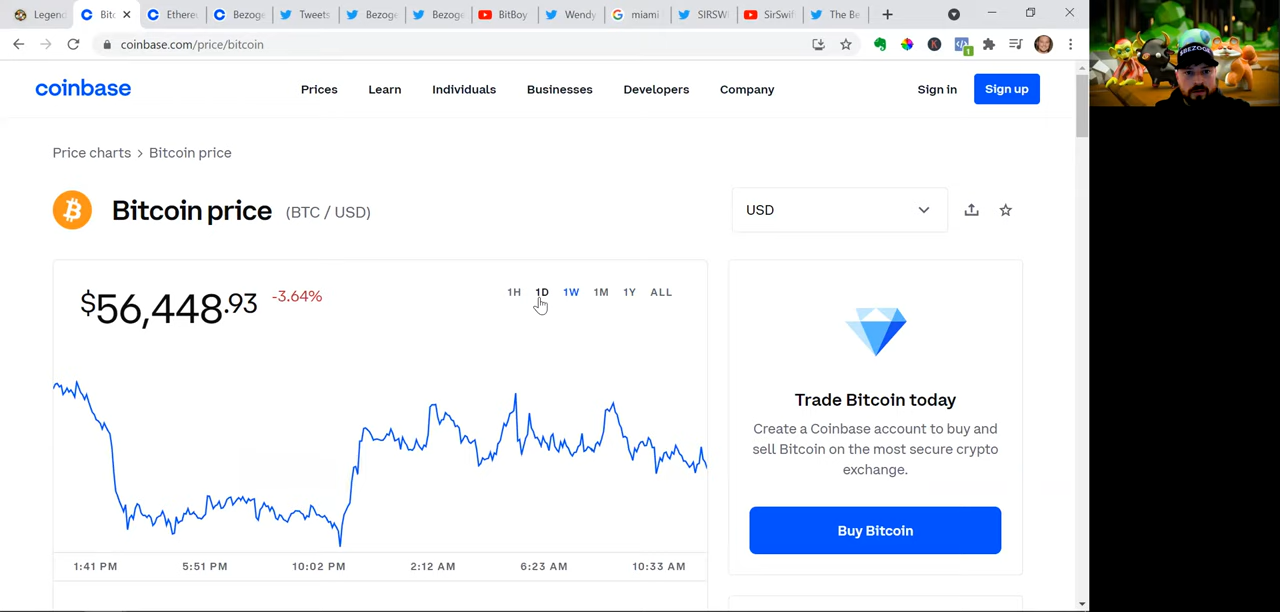 Legend
Bitc
Ethere
Bezoge
Tweets
Bezoge
Bezoge
BitBoy
Wendy
miami
SIRSW
SirSwif
The Be
coinbase.com/price/bitcoin
1
BEZOGE
coinbase
Prices
Learn
Individuals
Businesses
Developers
Company
Sign in
Sign up
Price charts > Bitcoin price
Bitcoin price (BTC / USD)
USD
$56,448.93 -3.64%
1H 1D 1W 1M 1Y ALL
1:41 PM 5:51 PM 10:02 PM 2:12 AM 6:23 AM 10:33 AM
Trade Bitcoin today
Create a Coinbase account to buy and
sell Bitcoin on the most secure crypto
exchange.
Buy Bitcoin